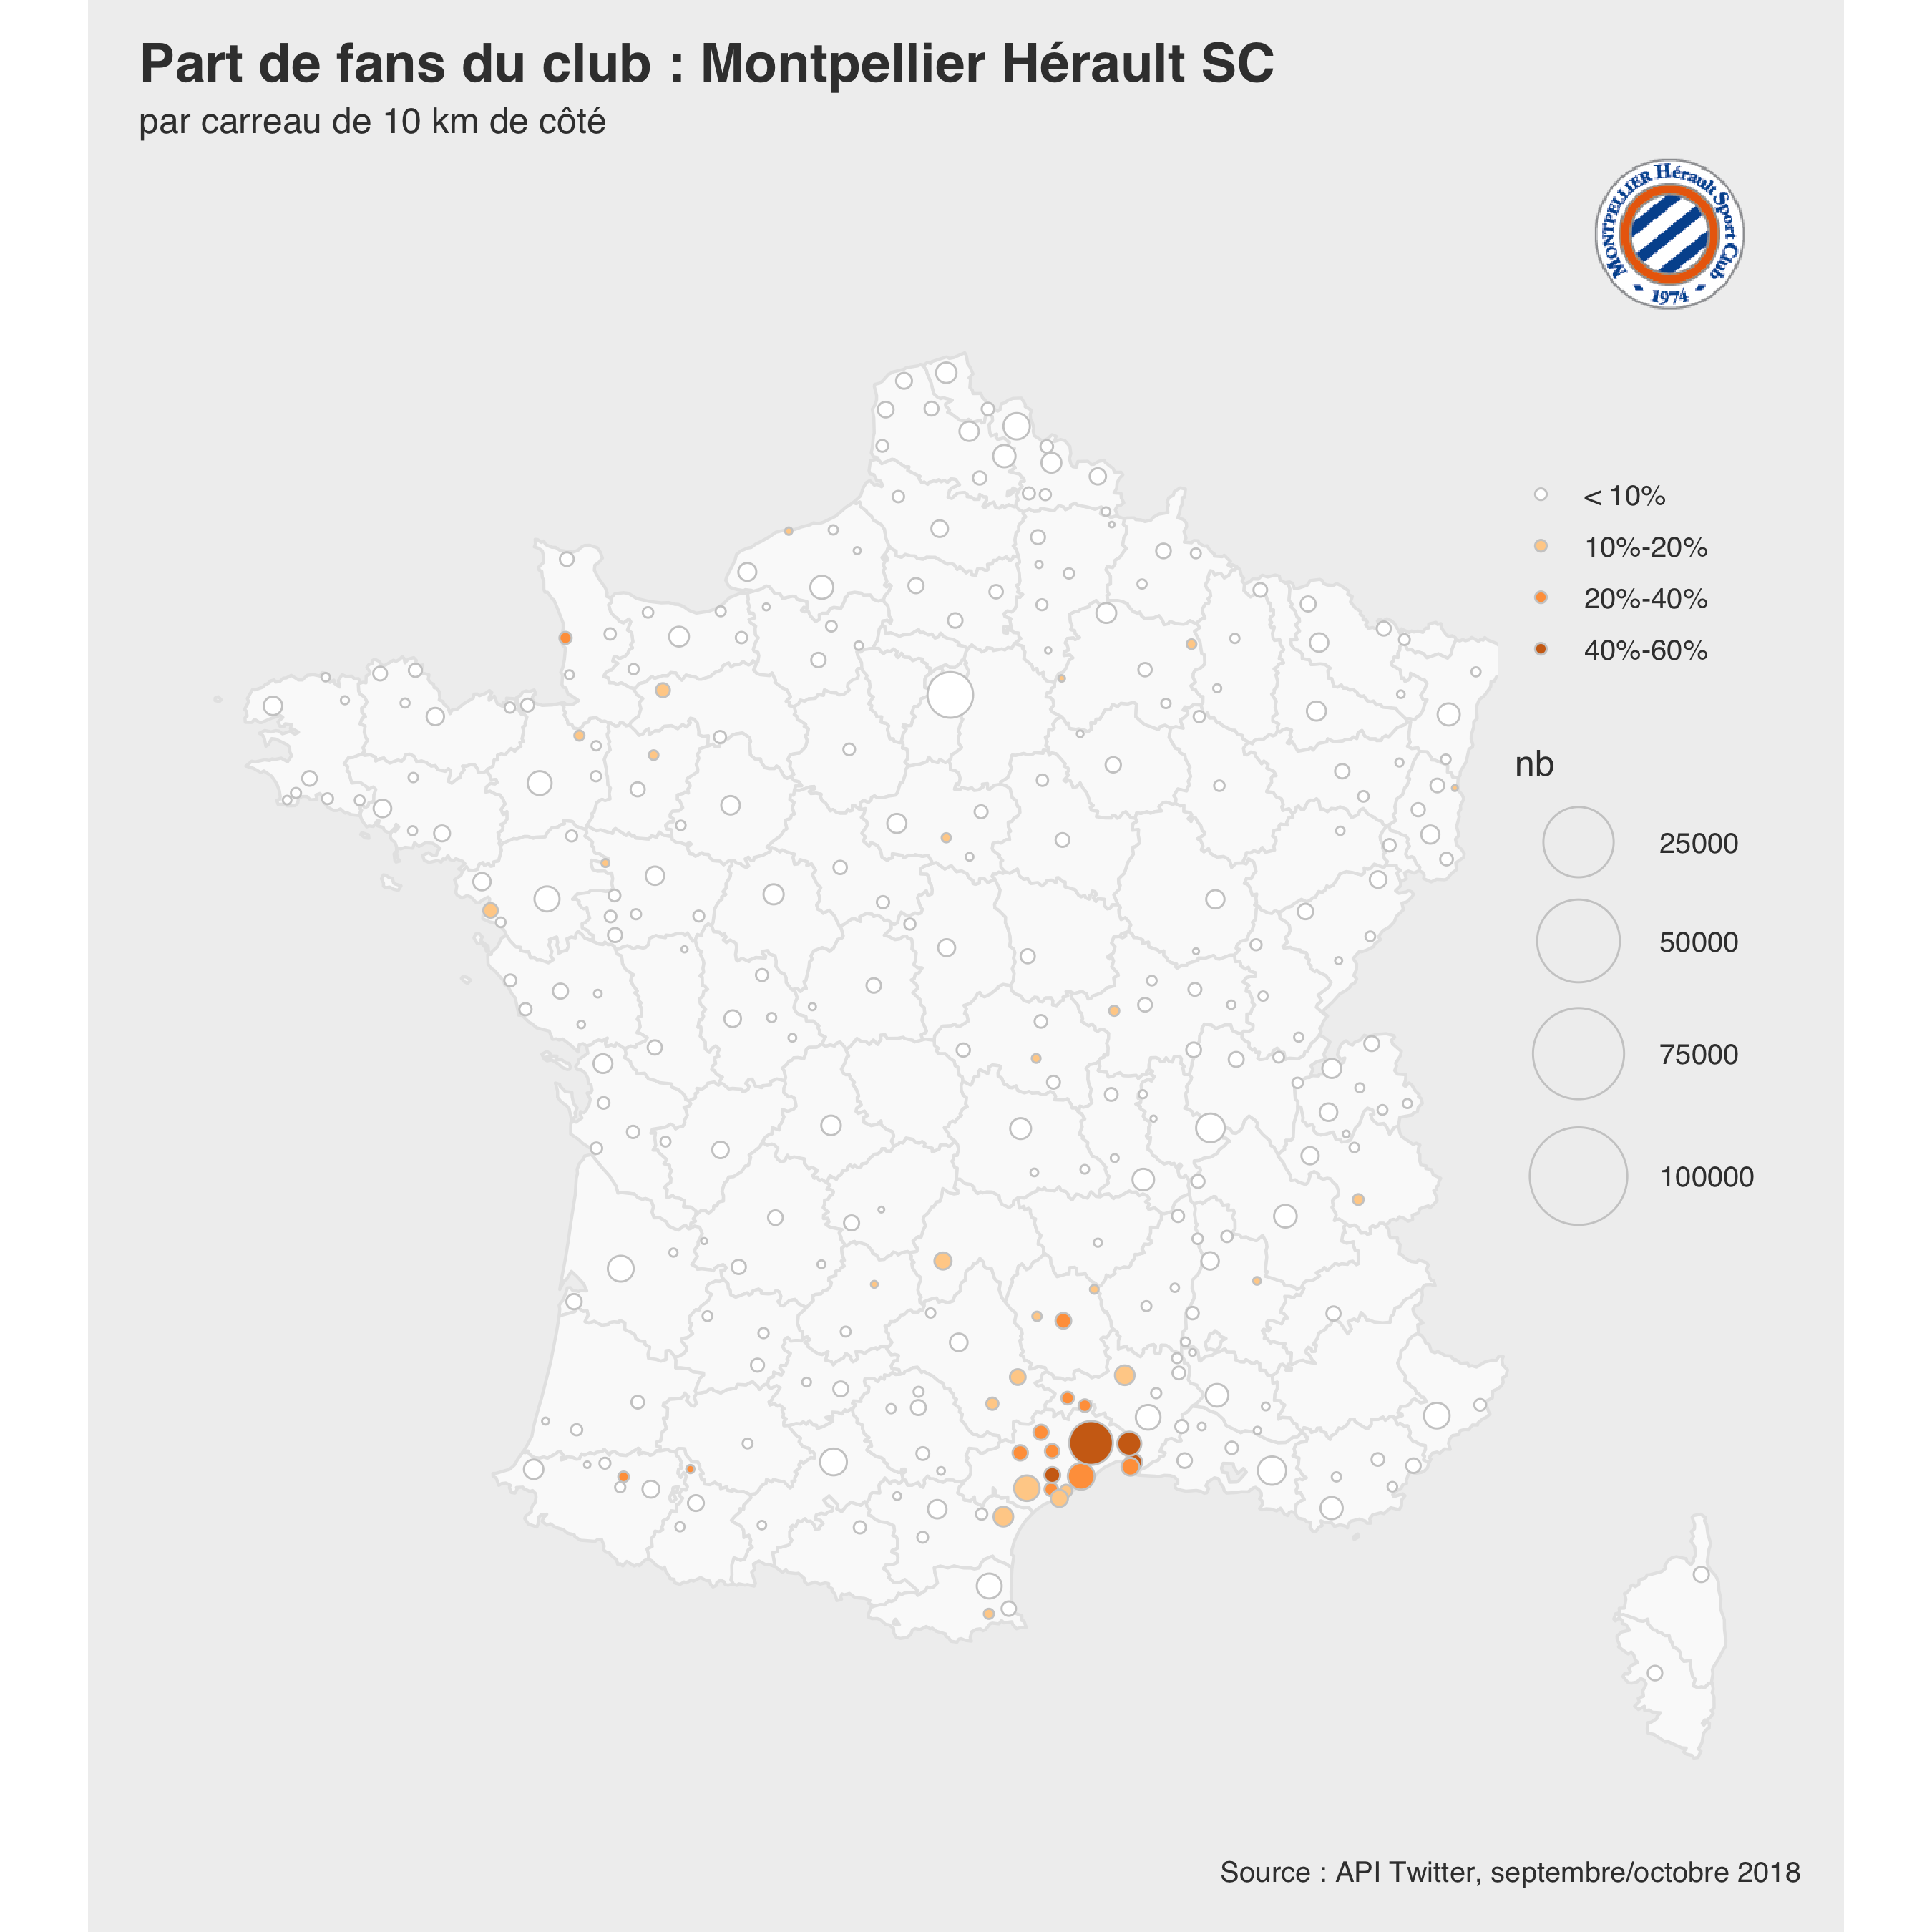 Part de fans du club : Montpellier Hérault SC
par carreau de 10 km de côté
MONTPELLIER Hérault Sport Club
1974
< 10%
10%-20%
20%-40%
40%-60%
nb
25000
50000
75000
100000
Source : API Twitter, septembre/octobre 2018